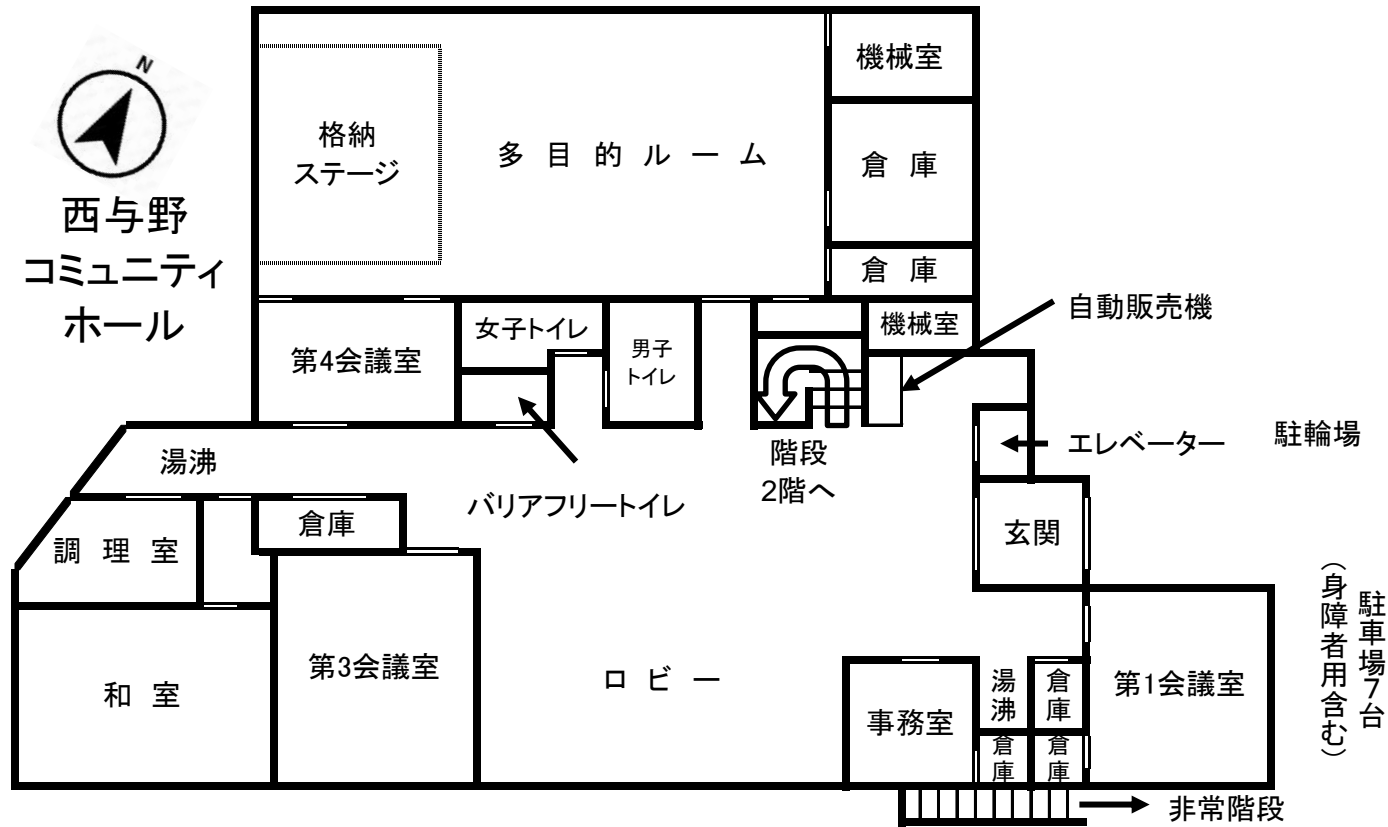 N
西与野
コミュニティ
ホール
格納
ステージ
多目的ルーム
機械室
倉庫
倉庫
機械室
自動販売機
第4会議室
女子トイレ
男子
トイレ
バリアフリートイレ
階段
2階へ
エレベーター
駐輪場
湯沸
倉庫
調理室
和室
第3会議室
ロビー
玄関
事務室
湯沸
倉庫
倉庫
倉庫
第1会議室
駐車場7台
（身障者用含む）
非常階段